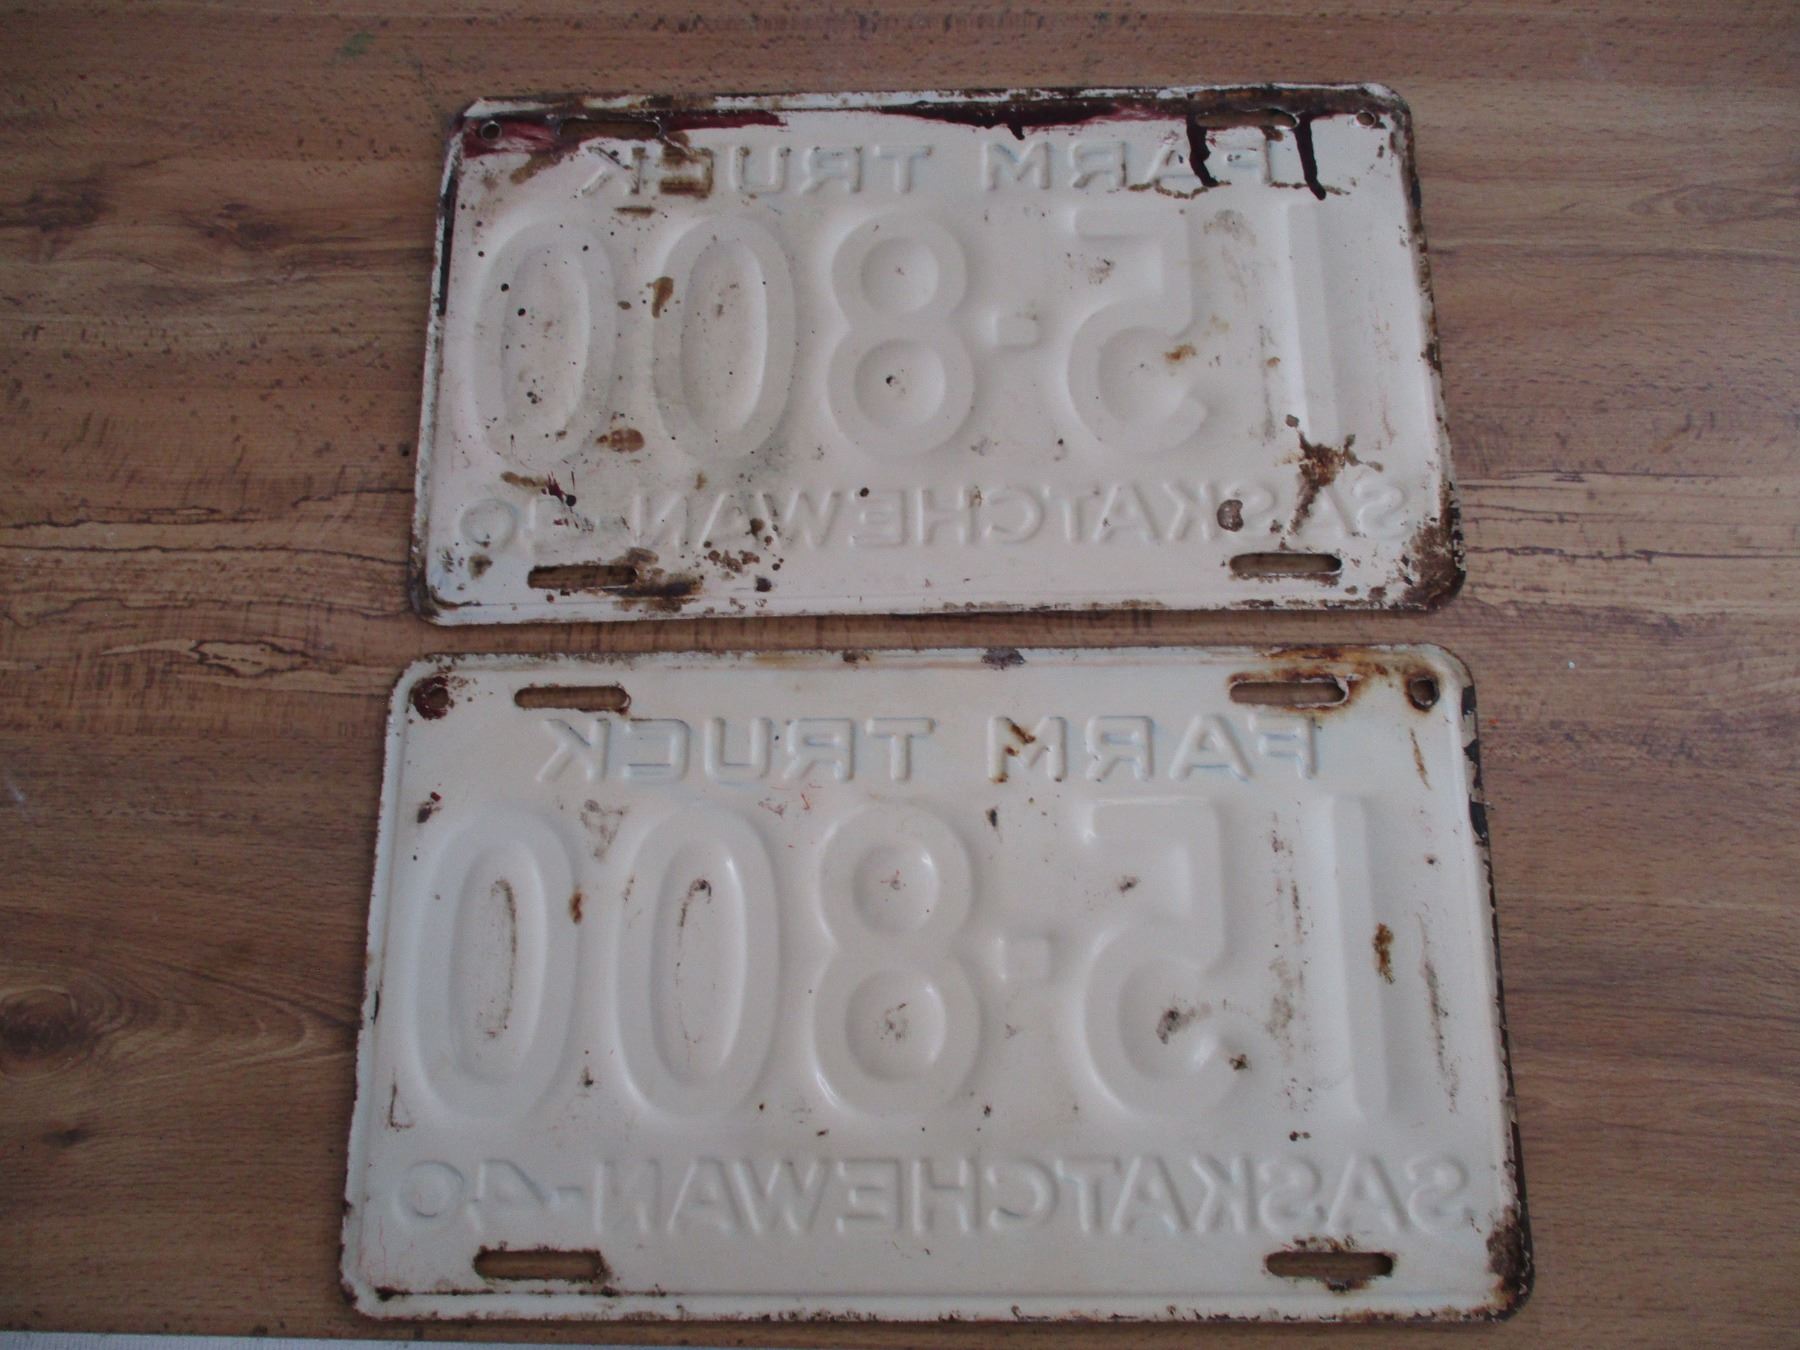 FARM TRUCK
15-800
SASKATCHEWAN-40
FARM TRUCK
15-800
SASKATCHEWAN-40